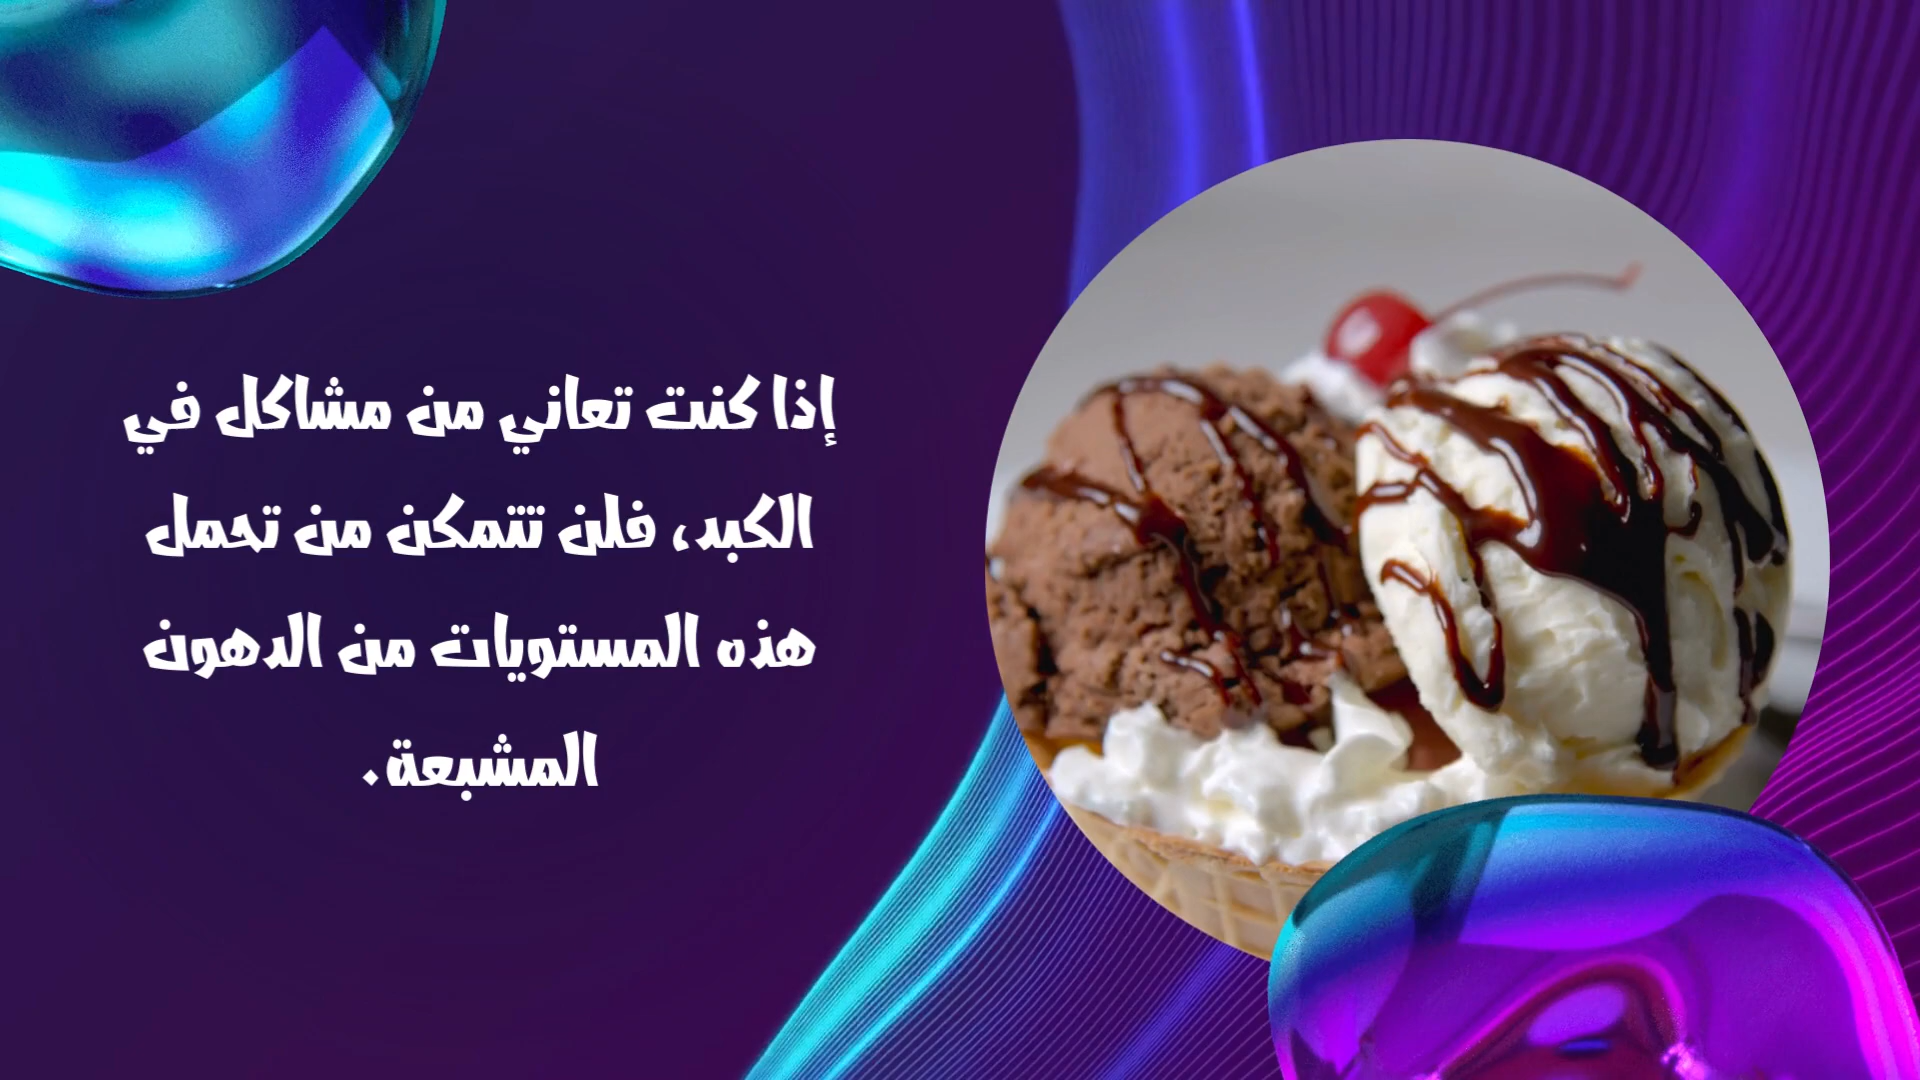 إذا كنت تعاني من مشاكل في
الكبد، فلن تتمكن من تحمل
هذه المستويات من الدهون
المشبعة.